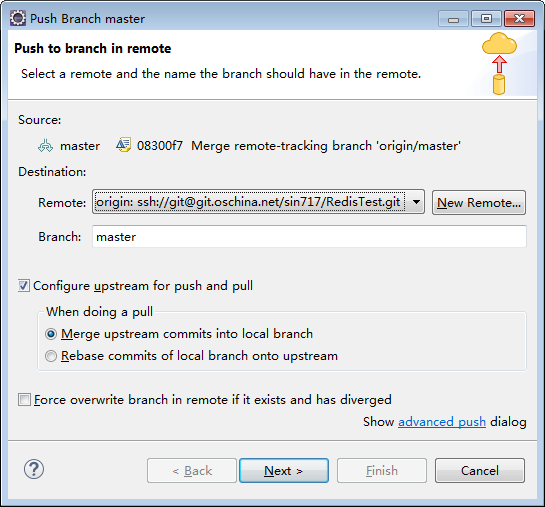 Push Branch master
Push to branch in remote
Select a remote and the name the branch should have in the remote.
Source:
master 08300f7 Merge remote-tracking branch 'origin/master'
Destination:
Remote: origin: ssh://git@git.oschina.net/sin717/RedisTest.git New Remote...
Branch: master
Configure upstream for push and pull
When doing a pull
Merge upstream commits into local branch
Rebase commits of local branch onto upstream
Force overwrite branch in remote if it exists and has diverged
Show advanced push dialog
? < Back Next > Finish Cancel